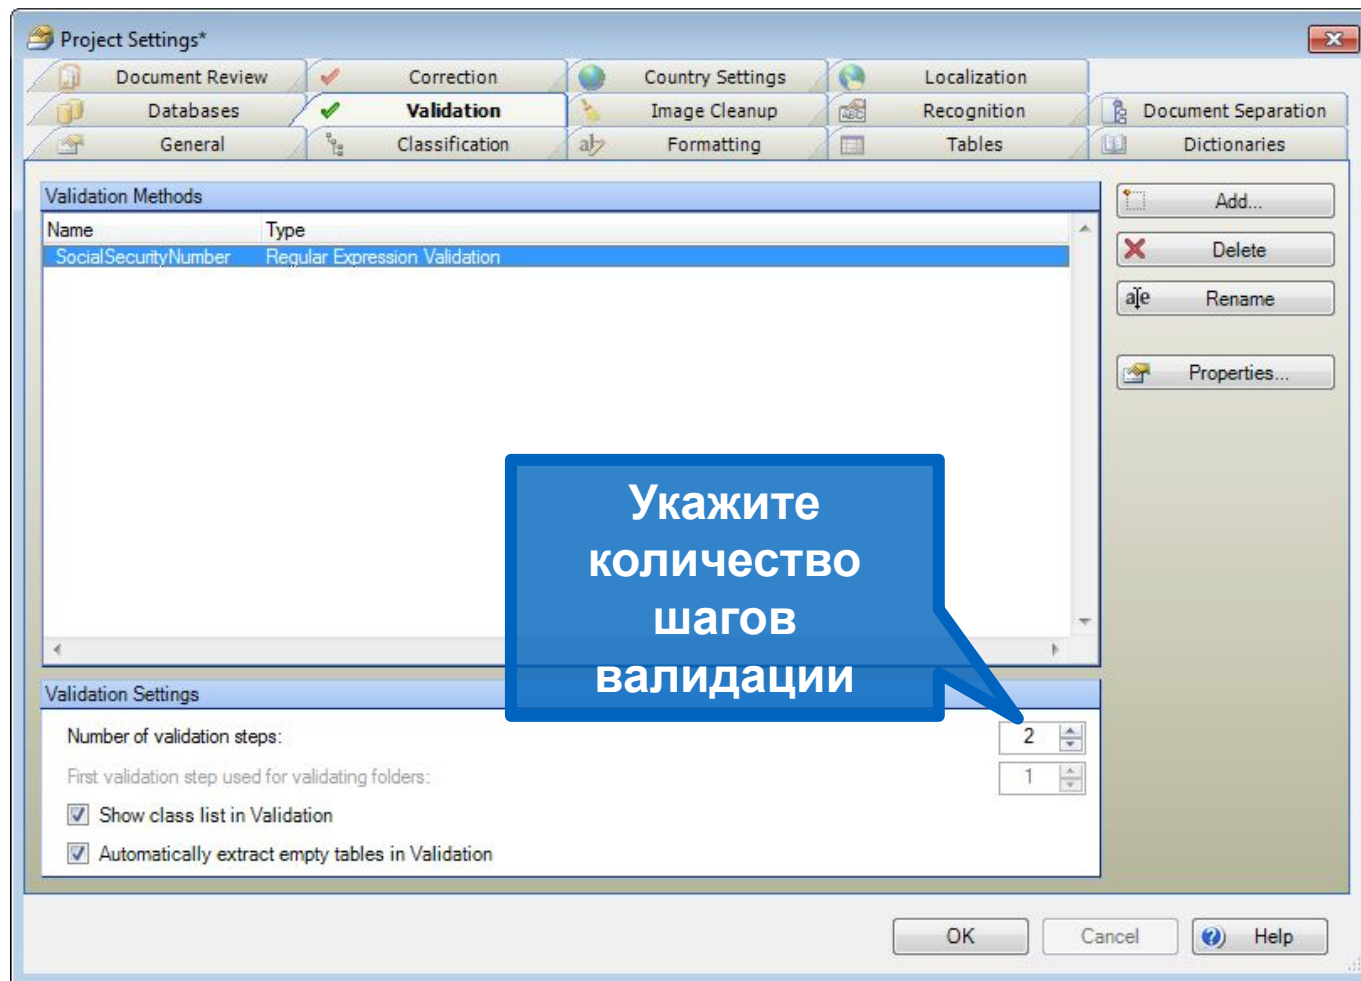 Project Settings*
Document Review Correction Country Settings Localization
Databases Validation Image Cleanup Recognition Document Separation
General Classification Formatting Tables Dictionaries
Validation Methods
Name Type
SocialSecurityNumber Regular Expression Validation
Add...
Delete
Rename
Properties...
Укажите
количество
шагов
валидации
Validation Settings
Number of validation steps: 2
First validation step used for validating folders: 1
Show class list in Validation
Automatically extract empty tables in Validation
OK Cancel Help